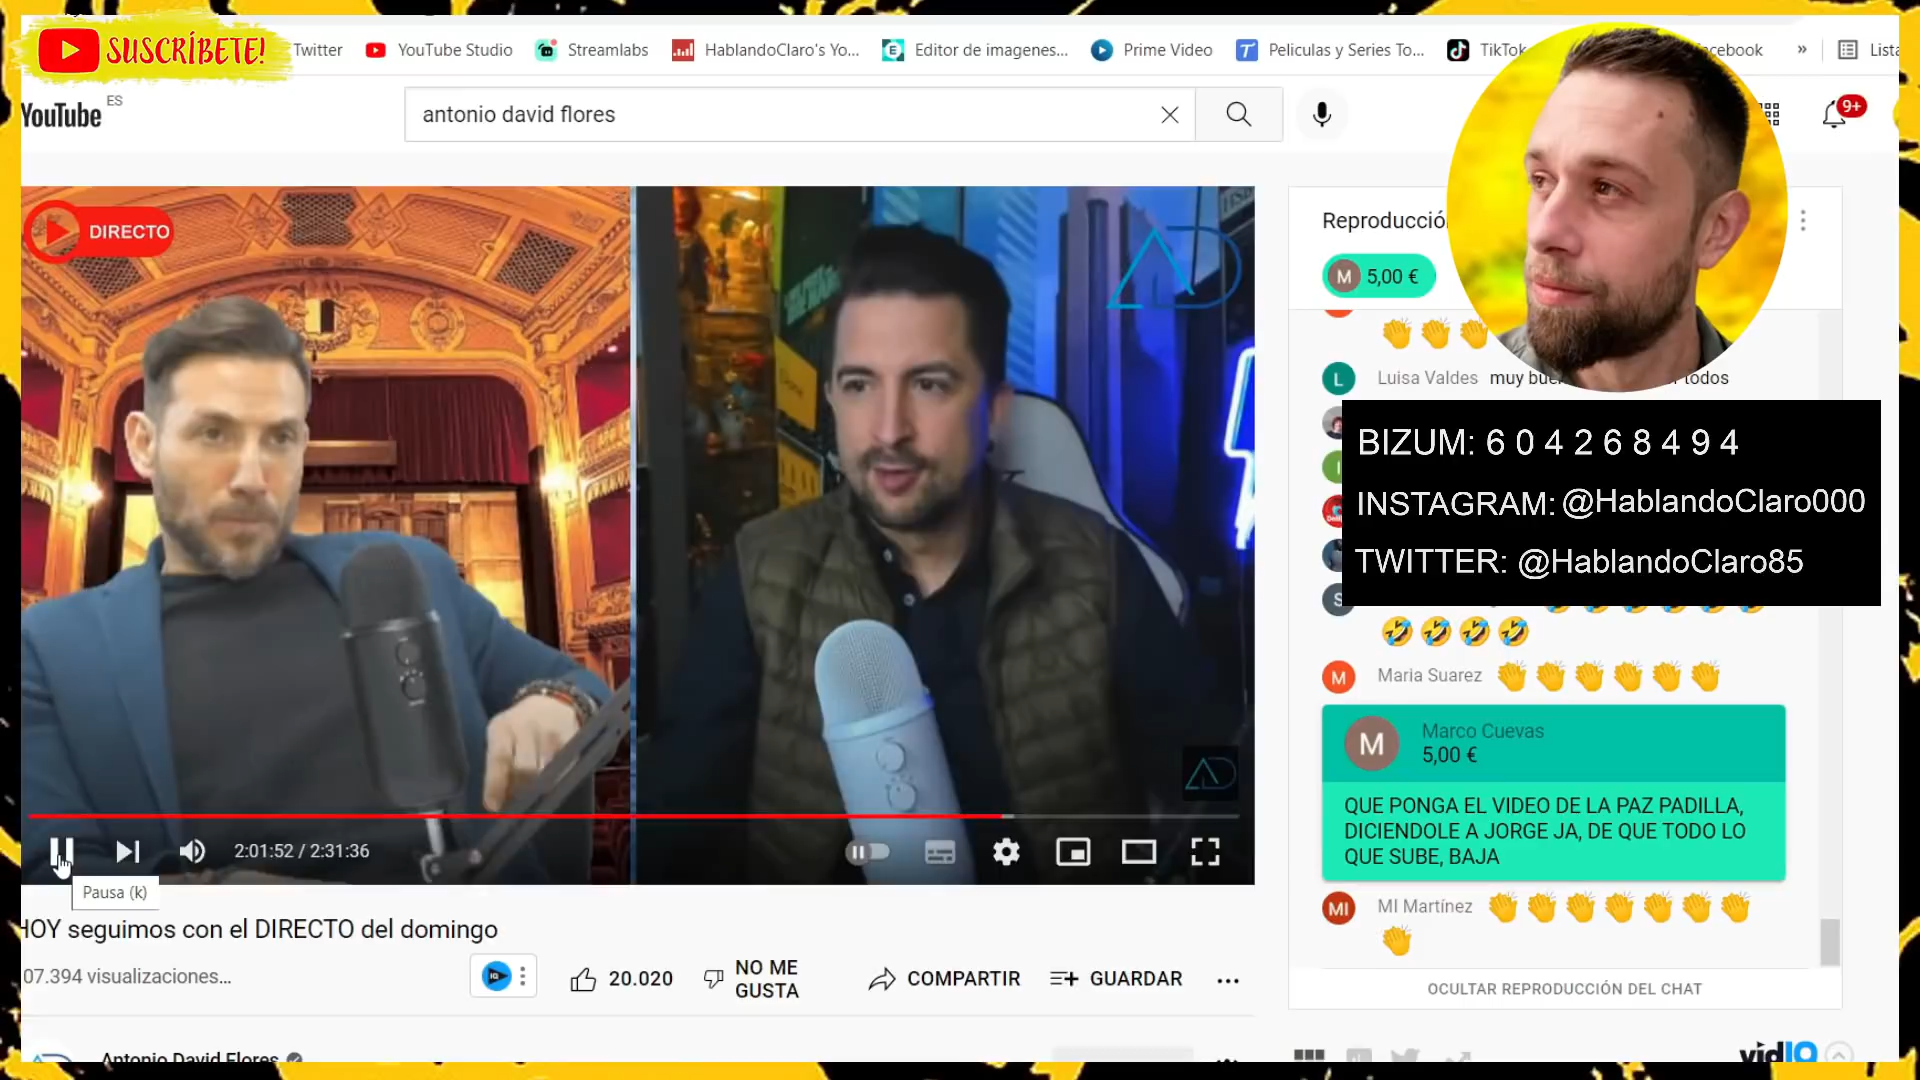 SUSCRÍBETE!
Twitter
YouTube Studio
Streamlabs
HablandoClaro's Yo...
Editor de imagenes...
Prime Video
Peliculas y Series To...
TikTok
cebook
»
Lista
YouTube ES
antonio david flores
9+
DIRECTO
AD
Reproducció
M 5,00 €
L Luisa Valdes muy bue todos
BIZUM: 6 0 4 2 6 8 4 9 4
INSTAGRAM: @HablandoClaro000
TWITTER: @HablandoClaro85
S
M Maria Suarez
M Marco Cuevas
5,00 €
QUE PONGA EL VIDEO DE LA PAZ PADILLA,
DICIENDOLE A JORGE JA, DE QUE TODO LO
QUE SUBE, BAJA
MI MI Martínez
OCULTAR REPRODUCCIÓN DEL CHAT
2:01:52 / 2:31:36
Pausa (k)
HOY seguimos con el DIRECTO del domingo
07.394 visualizaciones...
20.020
NO ME
GUSTA
COMPARTIR
GUARDAR
Antonio David Flores
vidIQ